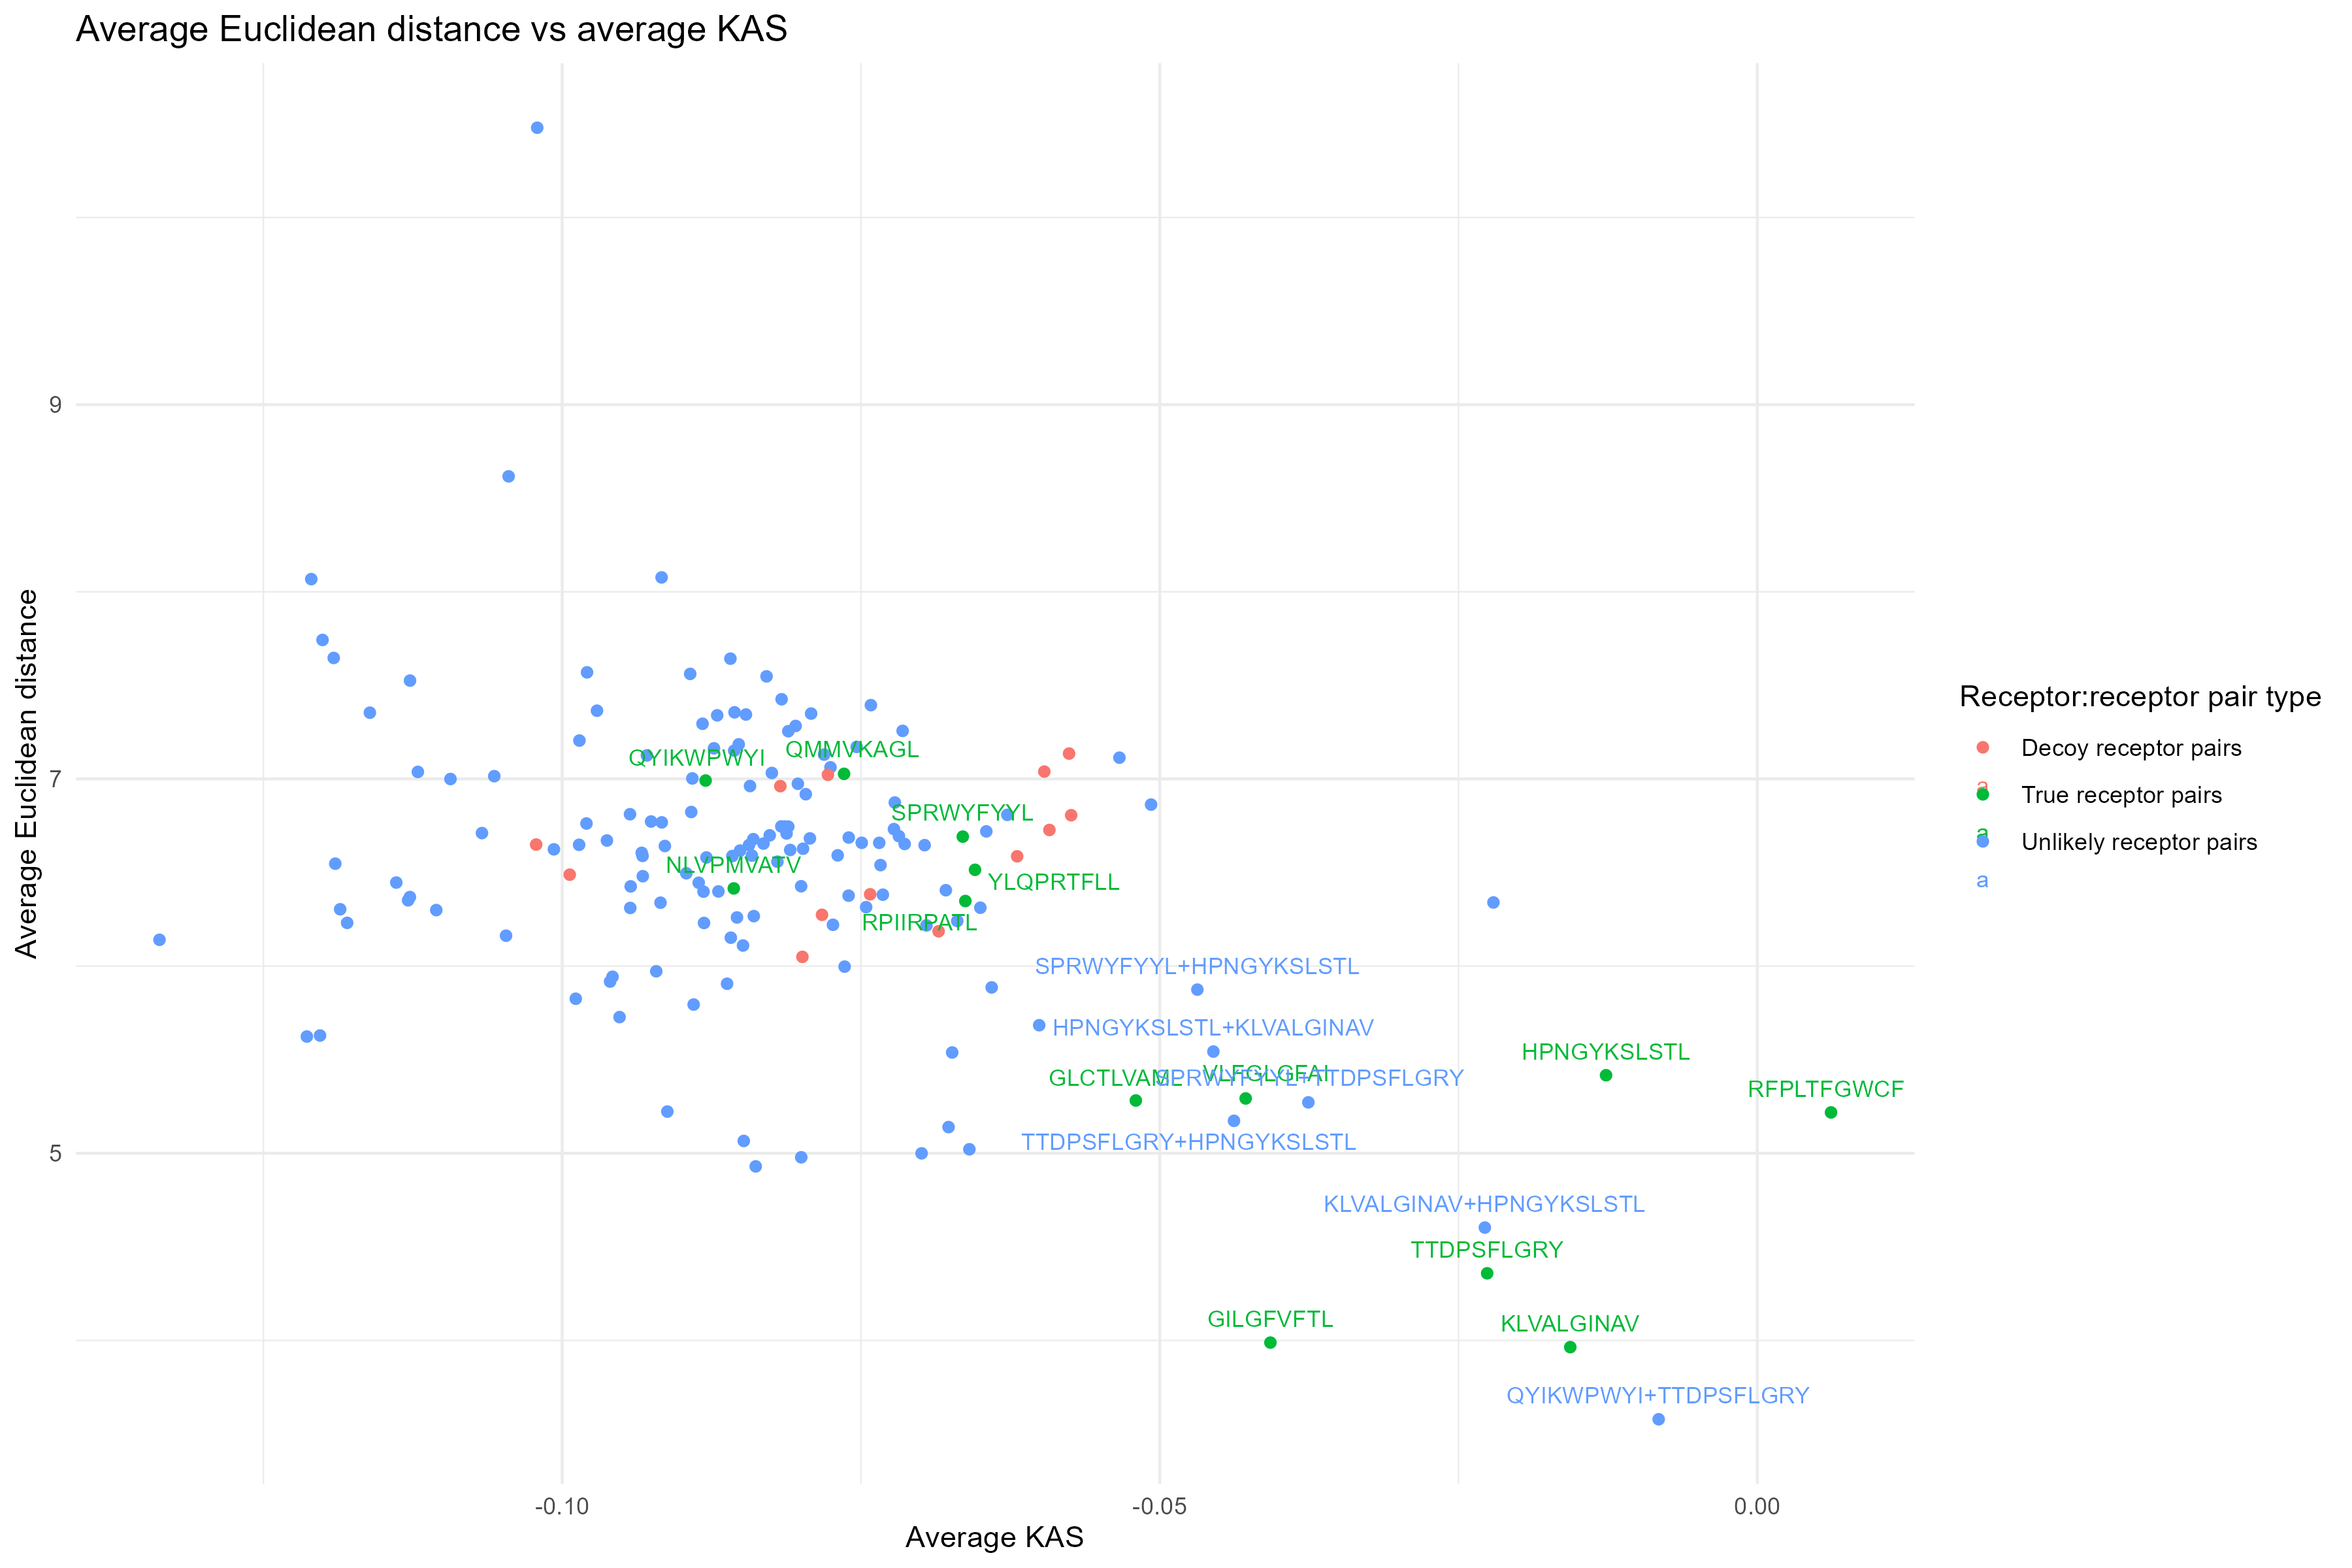 Average Euclidean distance vs average KAS
Average Euclidean distance
9
7
5
QYIKWPWYI
QMMVKAGL
SPRWYFYYL
NLVPMVATV
YLQPRTFLL
RPIIRPATL
SPRWYFYYL+HPNGYKSLSTL
HPNGYKSLSTL+KLVALGINAV
HPNGYKSLSTL
GLCTLVAML
VLFGLGFAI
SPRWYFYYL+TTDPSFLGRY
RFPLTFGWCF
TTDPSFLGRY+HPNGYKSLSTL
KLVALGINAV+HPNGYKSLSTL
TTDPSFLGRY
GILGFVFTL
KLVALGINAV
QYIKWPWYI+TTDPSFLGRY
-0.10
-0.05
0.00
Average KAS
Receptor:receptor pair type
Decoy receptor pairs
a
True receptor pairs
a
Unlikely receptor pairs
a